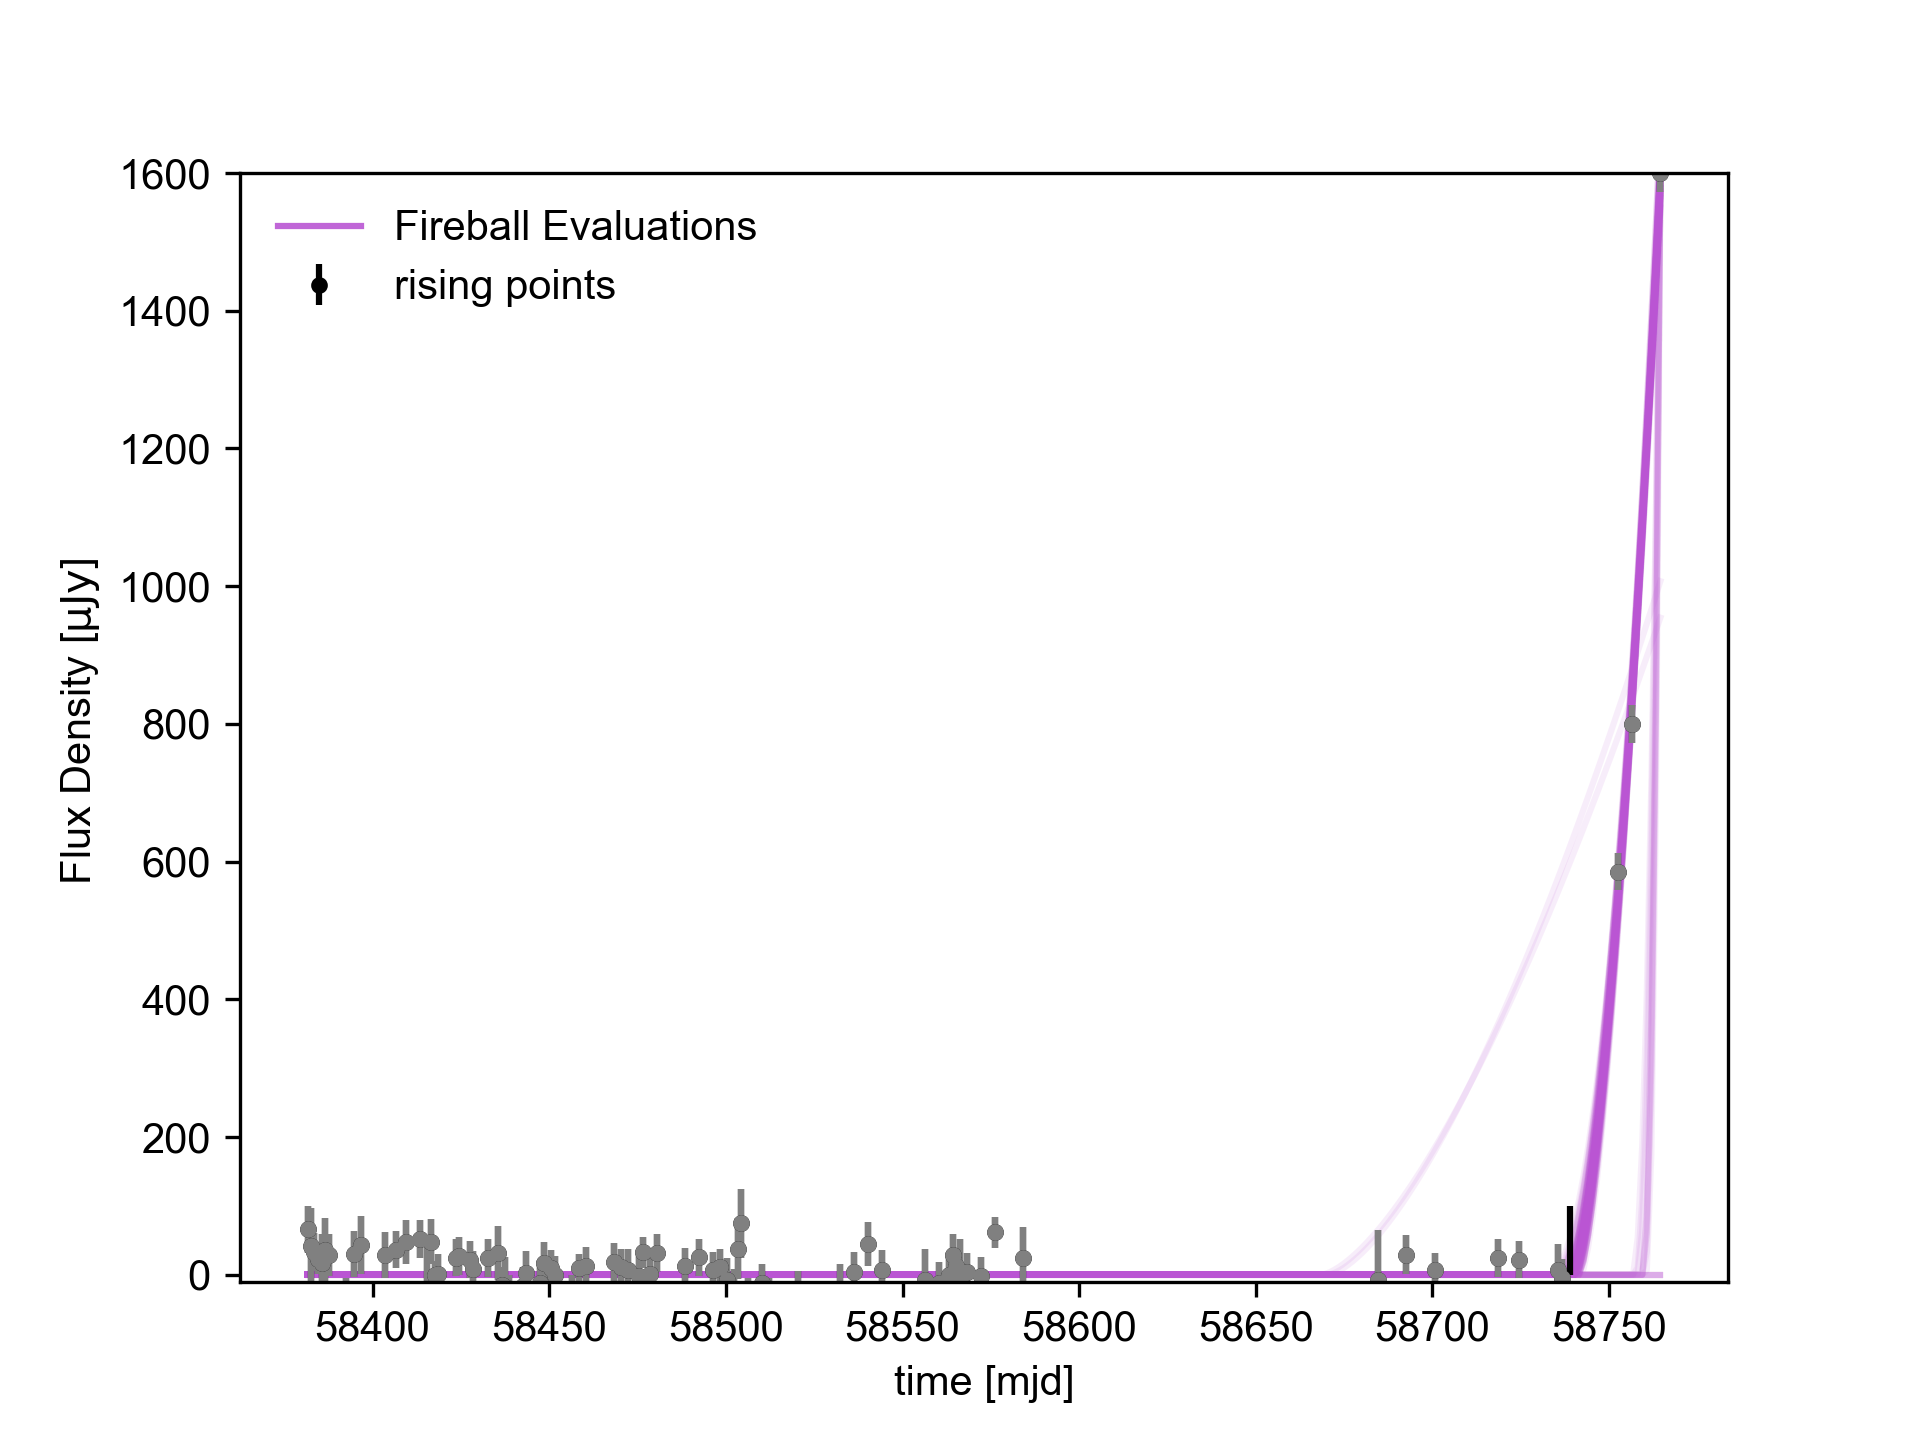 1600
1400
1200
1000
800
600
400
200
0
Flux Density [µJy]
Fireball Evaluations
rising points
58400 58450 58500 58550 58600 58650 58700 58750
time [mjd]